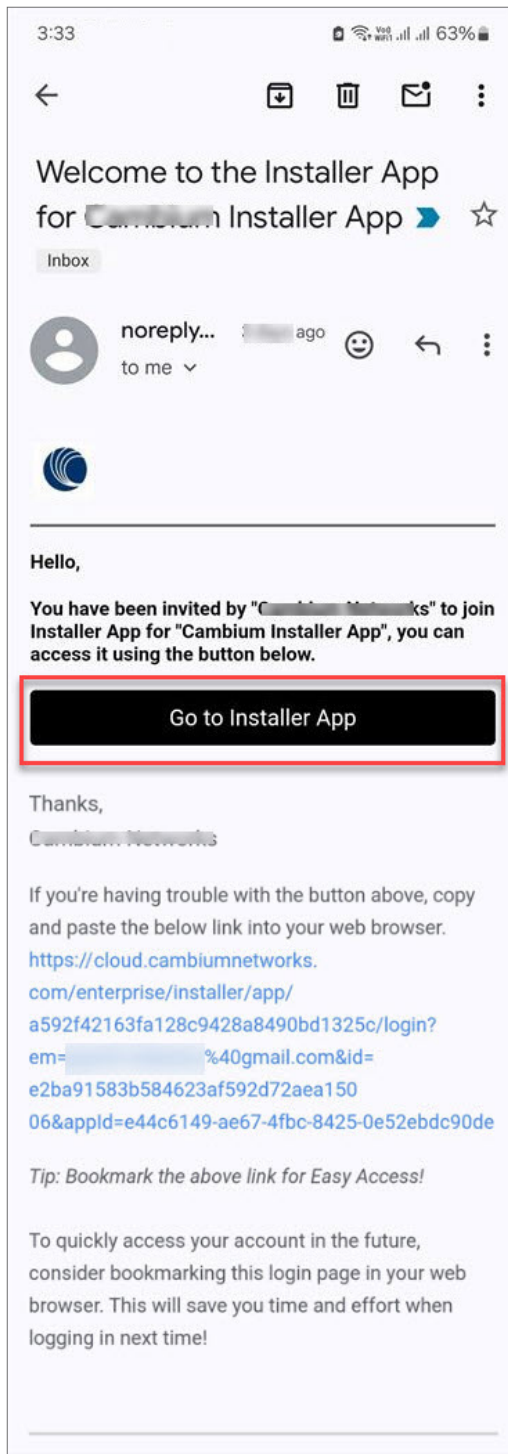 3:33
Vo9 WiFi1 63%
Welcome to the Installer App
for Installer App
Inbox
noreply... ago
to me
Hello,
You have been invited by "C ks" to join
Installer App for "Cambium Installer App", you can
access it using the button below.
Go to Installer App
Thanks,
If you're having trouble with the button above, copy
and paste the below link into your web browser.
https://cloud.cambiumnetworks.
com/enterprise/installer/app/
a592f42163fa128c9428a8490bd1325c/login?
em= %40gmail.com&id=
e2ba91583b584623af592d72aea150
06&appId=e44c6149-ae67-4fbc-8425-0e52ebdc90de
Tip: Bookmark the above link for Easy Access!
To quickly access your account in the future,
consider bookmarking this login page in your web
browser. This will save you time and effort when
logging in next time!